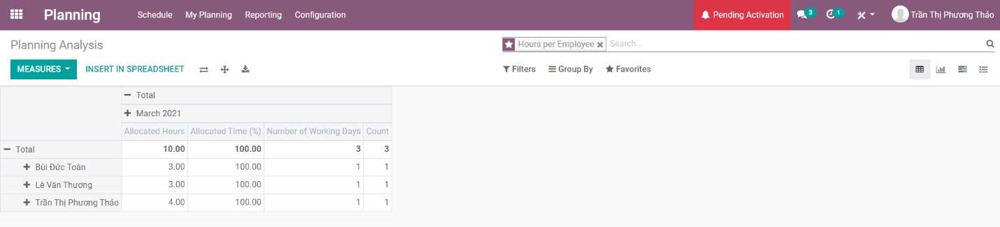 Planning Schedule My Planning Reporting Configuration Pending Activation 3 1 Trần Thị Phương Thảo
Planning Analysis Hours per Employee Search...
MEASURES INSERT IN SPREADSHEET Filters Group By Favorites
Total
March 2021
Allocated Hours Allocated Time (%) Number of Working Days Count
Total 10.00 100.00 3 3
Bùi Đức Toàn 3.00 100.00 1 1
Lê Văn Thương 3.00 100.00 1 1
Trần Thị Phương Thảo 4.00 100.00 1 1